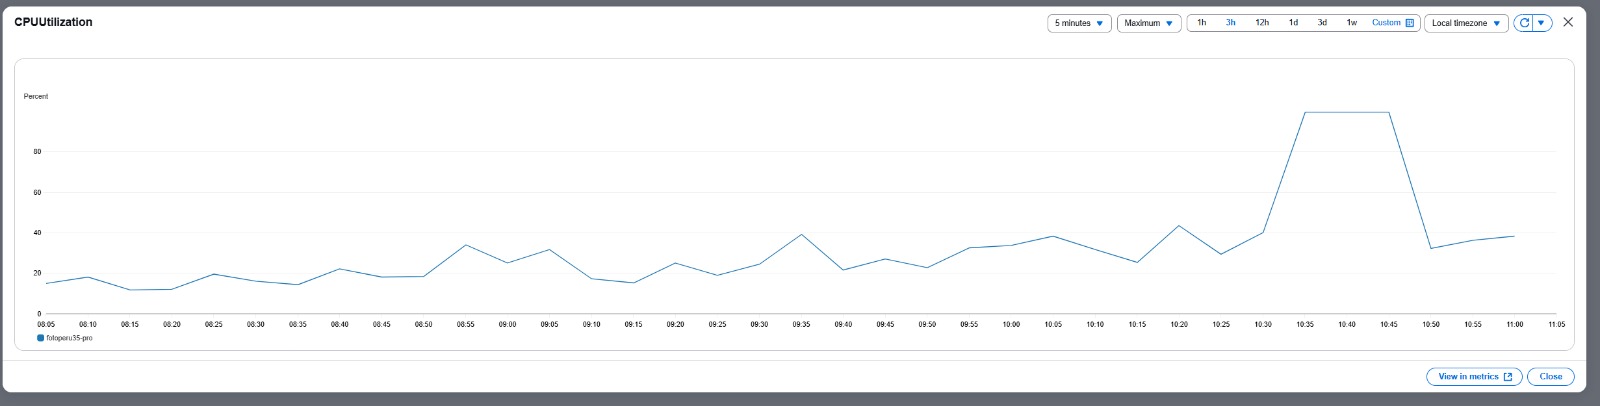 CPUUtilization
5 minutes Maximum 1h 3h 12h 1d 3d 1w Custom Local timezone
Percent
80
60
40
20
0
08:05 08:10 08:15 08:20 08:25 08:30 08:35 08:40 08:45 08:50 08:55 09:00 09:05 09:10 09:15 09:20 09:25 09:30 09:35 09:40 09:45 09:50 09:55 10:00 10:05 10:10 10:15 10:20 10:25 10:30 10:35 10:40 10:45 10:50 10:55 11:00 11:05
fotoperu35-pro
View in metrics Close